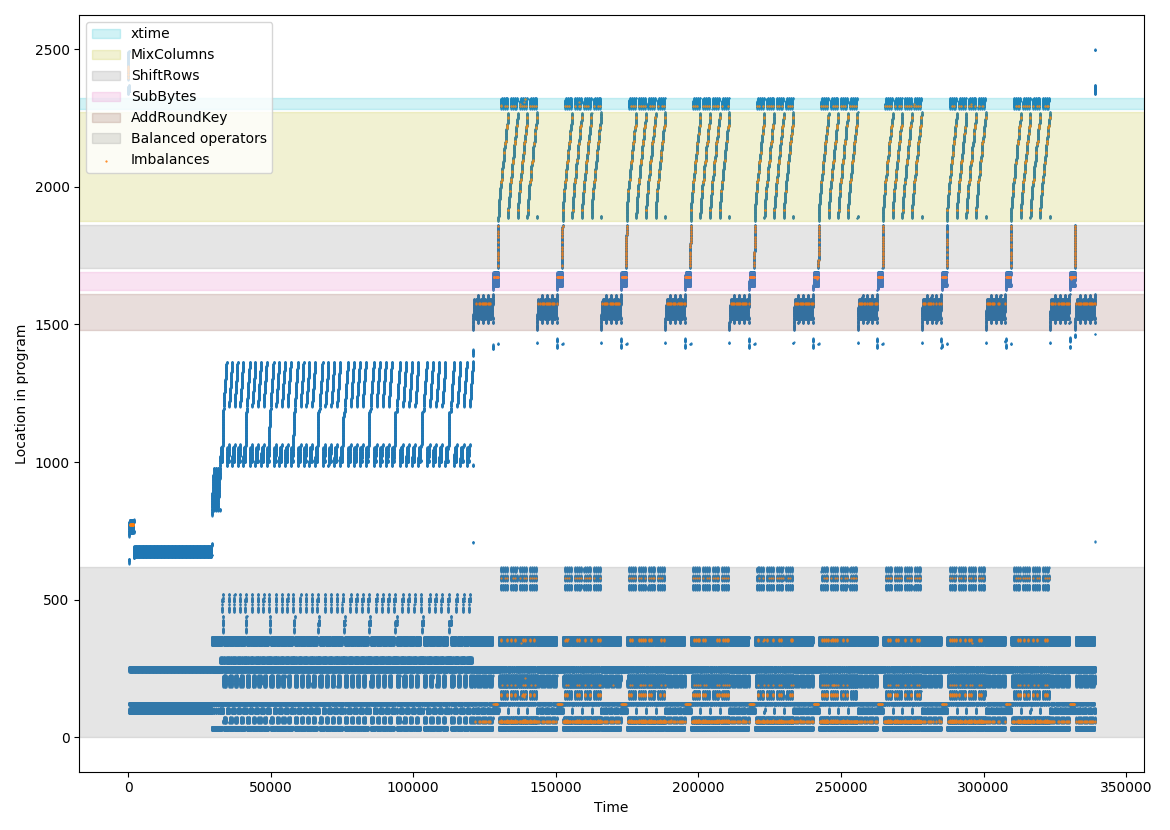 2500
2000
1500
1000
500
0
Location in program
xtime
MixColumns
ShiftRows
SubBytes
AddRoundKey
Balanced operators
Imbalances
0 50000 100000 150000 200000 250000 300000 350000
Time